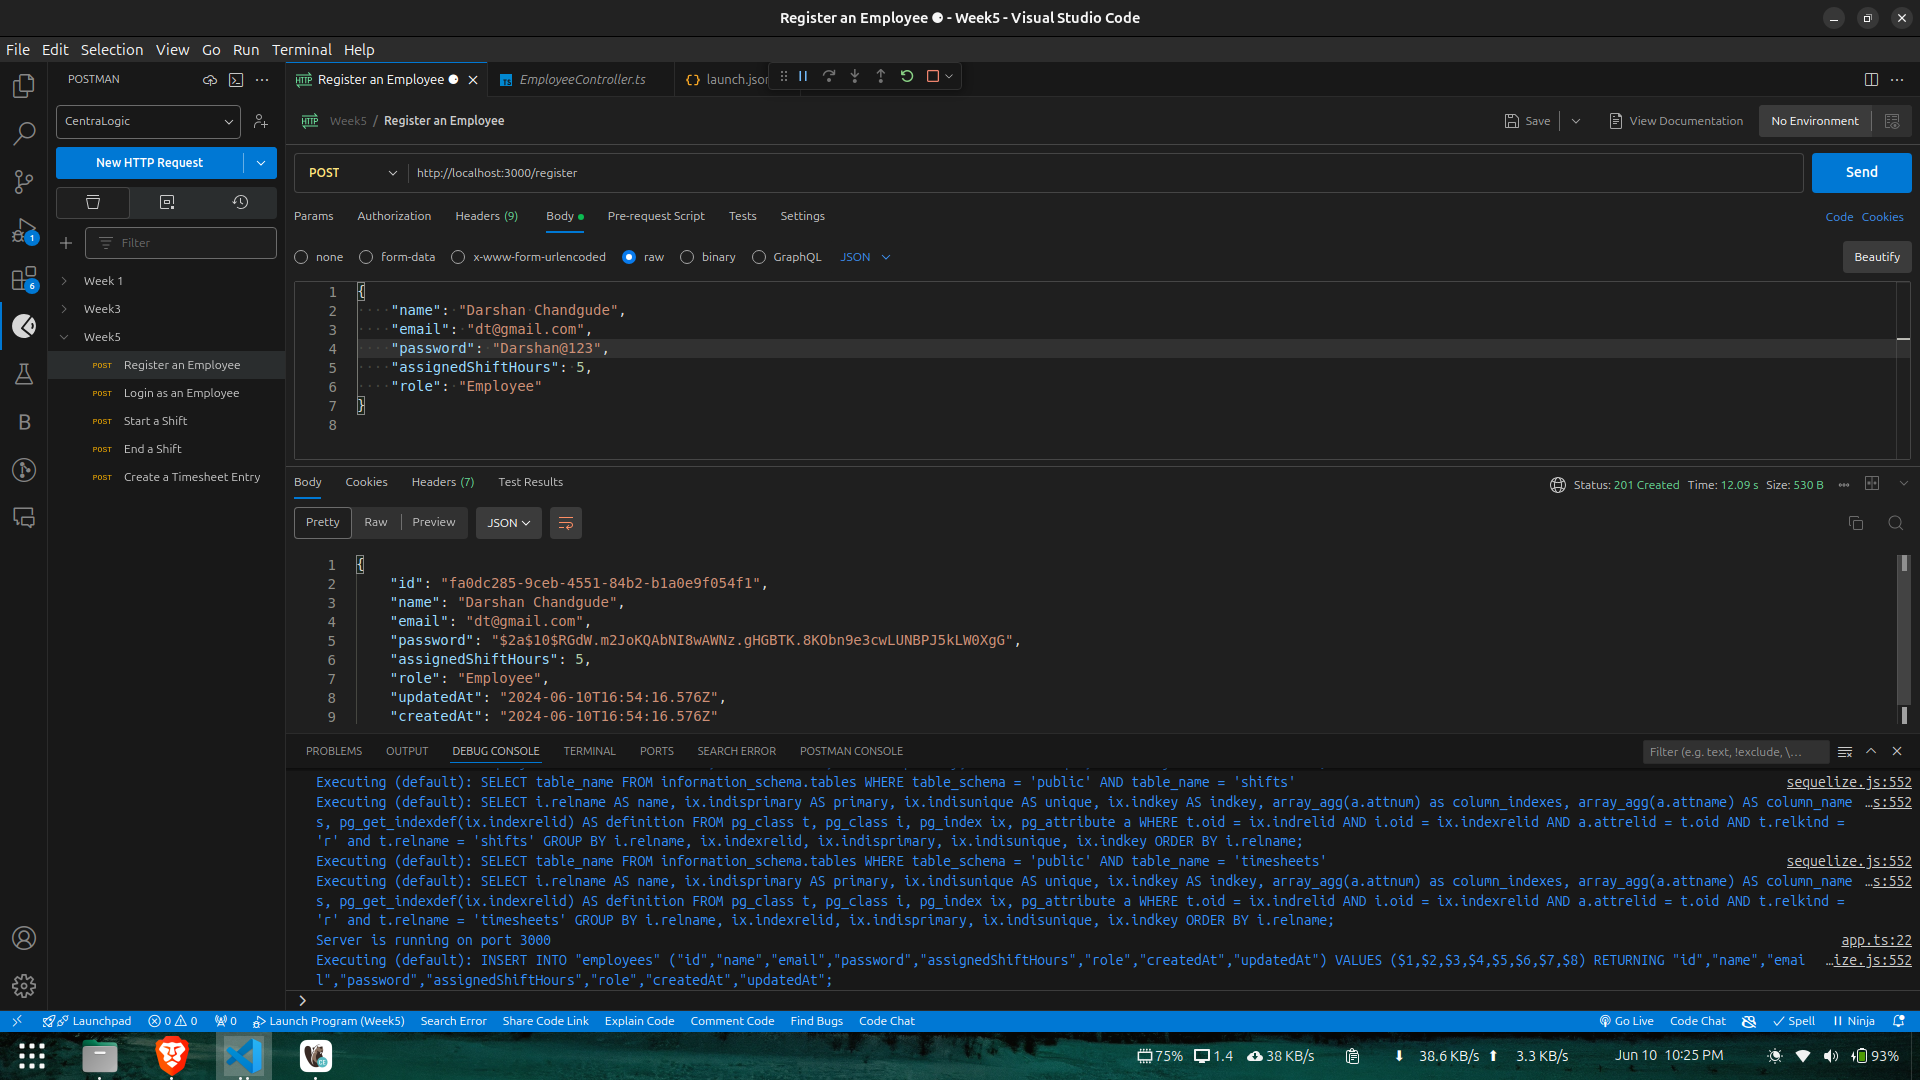 Register an Employee ● - Week5 - Visual Studio Code
File Edit Selection View Go Run Terminal Help
POSTMAN
Register an Employee
EmployeeController.ts
launch.json
CentraLogic
Week5 / Register an Employee
Save
View Documentation
No Environment
New HTTP Request
POST
http://localhost:3000/register
Send
Params Authorization Headers (9) Body Pre-request Script Tests Settings
Code Cookies
Filter
none form-data x-www-form-urlencoded raw binary GraphQL JSON
Beautify
Week 1
Week3
Week5
POST Register an Employee
POST Login as an Employee
POST Start a Shift
POST End a Shift
POST Create a Timesheet Entry
1
6
B
1 {
2 "name": "Darshan Chandgude",
3 "email": "dt@gmail.com",
4 "password": "Darshan@123",
5 "assignedShiftHours": 5,
6 "role": "Employee"
7 }
8
Body Cookies Headers (7) Test Results
Status: 201 Created Time: 12.09 s Size: 530 B
Pretty Raw Preview JSON
1 {
2 "id": "fa0dc285-9ceb-4551-84b2-b1a0e9f054f1",
3 "name": "Darshan Chandgude",
4 "email": "dt@gmail.com",
5 "password": "$2a$10$RGdW.m2JoKQAbNI8wAWNz.gHGBTK.8KObn9e3cwLUNBPJ5kLW0XgG",
6 "assignedShiftHours": 5,
7 "role": "Employee",
8 "updatedAt": "2024-06-10T16:54:16.576Z",
9 "createdAt": "2024-06-10T16:54:16.576Z"
PROBLEMS OUTPUT DEBUG CONSOLE TERMINAL PORTS SEARCH ERROR POSTMAN CONSOLE
Filter (e.g. text, !exclude, \...
Executing (default): SELECT table_name FROM information_schema.tables WHERE table_schema = 'public' AND table_name = 'shifts' sequelize.js:552
Executing (default): SELECT i.relname AS name, ix.indisprimary AS primary, ix.indisunique AS unique, ix.indkey AS indkey, array_agg(a.attnum) as column_indexes, array_agg(a.attname) AS column_name …s:552
s, pg_get_indexdef(ix.indexrelid) AS definition FROM pg_class t, pg_class i, pg_index ix, pg_attribute a WHERE t.oid = ix.indrelid AND i.oid = ix.indexrelid AND a.attrelid = t.oid AND t.relkind =
'r' and t.relname = 'shifts' GROUP BY i.relname, ix.indexrelid, ix.indisprimary, ix.indisunique, ix.indkey ORDER BY i.relname;
Executing (default): SELECT table_name FROM information_schema.tables WHERE table_schema = 'public' AND table_name = 'timesheets' sequelize.js:552
Executing (default): SELECT i.relname AS name, ix.indisprimary AS primary, ix.indisunique AS unique, ix.indkey AS indkey, array_agg(a.attnum) as column_indexes, array_agg(a.attname) AS column_name …s:552
s, pg_get_indexdef(ix.indexrelid) AS definition FROM pg_class t, pg_class i, pg_index ix, pg_attribute a WHERE t.oid = ix.indrelid AND i.oid = ix.indexrelid AND a.attrelid = t.oid AND t.relkind =
'r' and t.relname = 'timesheets' GROUP BY i.relname, ix.indexrelid, ix.indisprimary, ix.indisunique, ix.indkey ORDER BY i.relname;
Server is running on port 3000 app.ts:22
Executing (default): INSERT INTO "employees" ("id","name","email","password","assignedShiftHours","role","createdAt","updatedAt") VALUES ($1,$2,$3,$4,$5,$6,$7,$8) RETURNING "id","name","emai …ize.js:552
l","password","assignedShiftHours","role","createdAt","updatedAt";
Launchpad 0 0 0 Launch Program (Week5) Search Error Share Code Link Explain Code Comment Code Find Bugs Code Chat
Go Live Code Chat Spell Ninja
75% 1.4 38 KB/s 38.6 KB/s 3.3 KB/s Jun 10 10:25 PM 93%